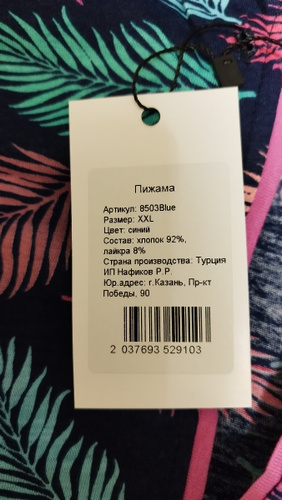 Пижама
Артикул: 8503Blue
Размер: XXL
Цвет: синий
Состав: хлопок 92%,
лайкра 8%
Страна производства: Турция
ИП Нафиков Р.Р.
Юр.адрес: г.Казань, Пр-кт
Победы, 90
2 037693 529103